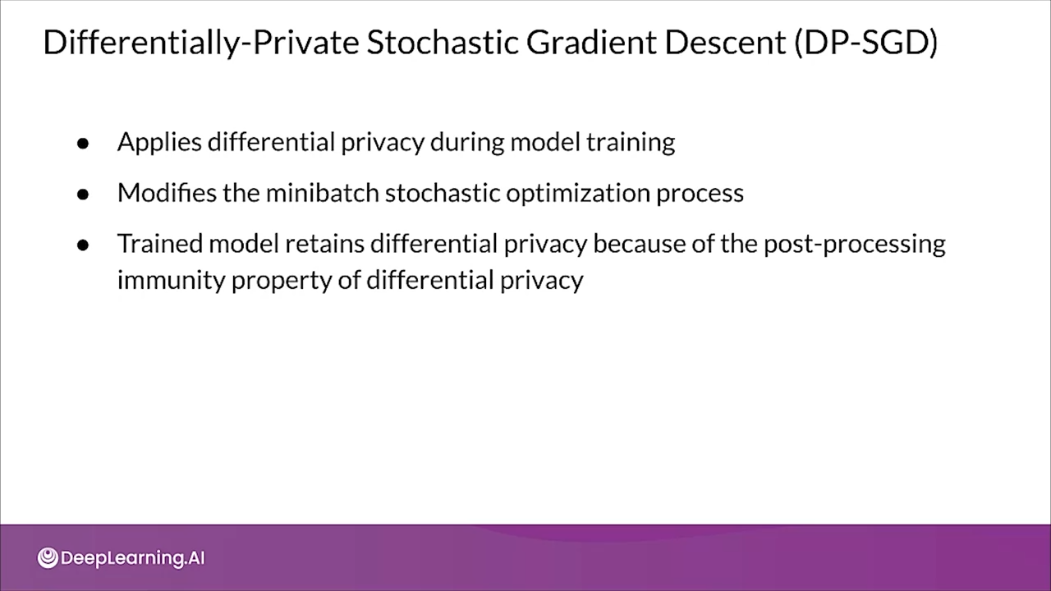 Differentially-Private Stochastic Gradient Descent (DP-SGD)
● Applies differential privacy during model training
● Modifies the minibatch stochastic optimization process
● Trained model retains differential privacy because of the post-processing
immunity property of differential privacy
DeepLearning.AI